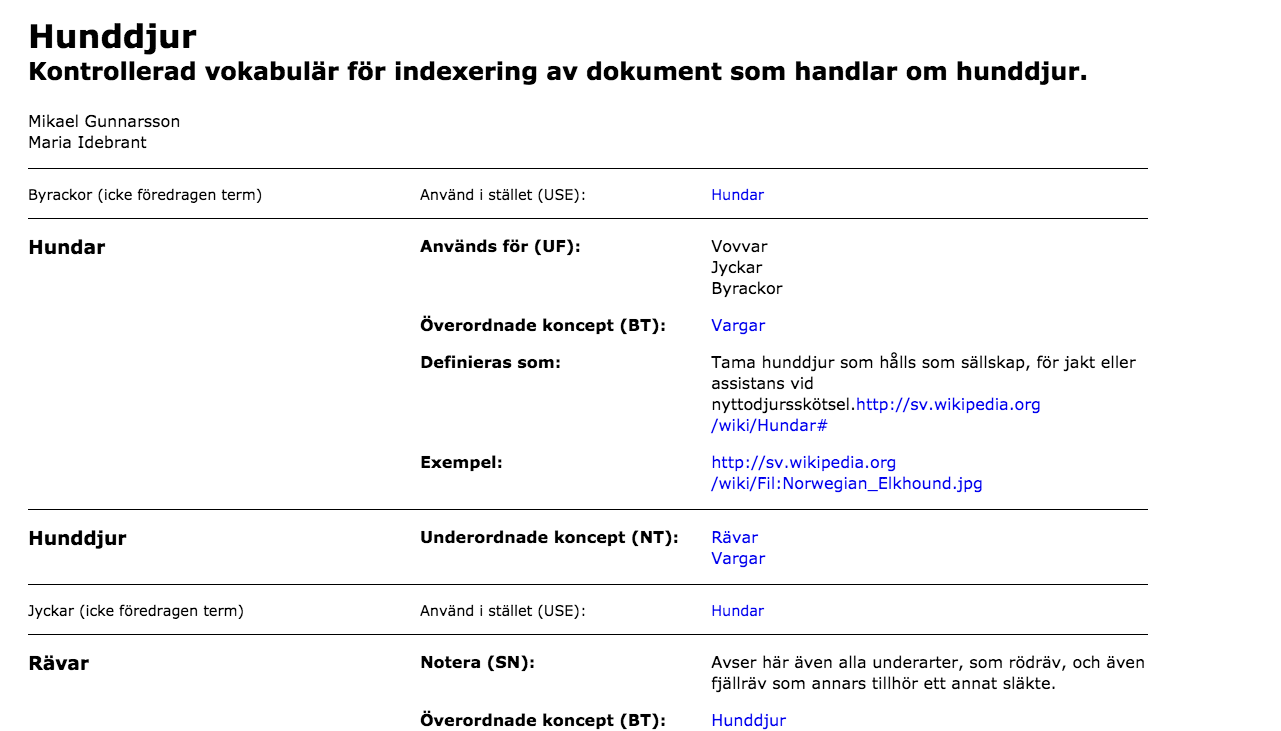 Hunddjur
Kontrollerad vokabulär för indexering av dokument som handlar om hunddjur.
Mikael Gunnarsson
Maria Idebrant
Byrackor (icke föredragen term) Använd i stället (USE): Hundar
Hundar Används för (UF): Vovvar
Jyckar
Byrackor
Överordnade koncept (BT): Vargar
Definieras som: Tama hunddjur som hålls som sällskap, för jakt eller
assistans vid
nyttodjursskötsel.http://sv.wikipedia.org
/wiki/Hundar#
Exempel: http://sv.wikipedia.org
/wiki/Fil:Norwegian_Elkhound.jpg
Hunddjur Underordnade koncept (NT): Rävar
Vargar
Jyckar (icke föredragen term) Använd i stället (USE): Hundar
Rävar Notera (SN): Avser här även alla underarter, som rödräv, och även
fjällräv som annars tillhör ett annat släkte.
Överordnade koncept (BT): Hunddjur